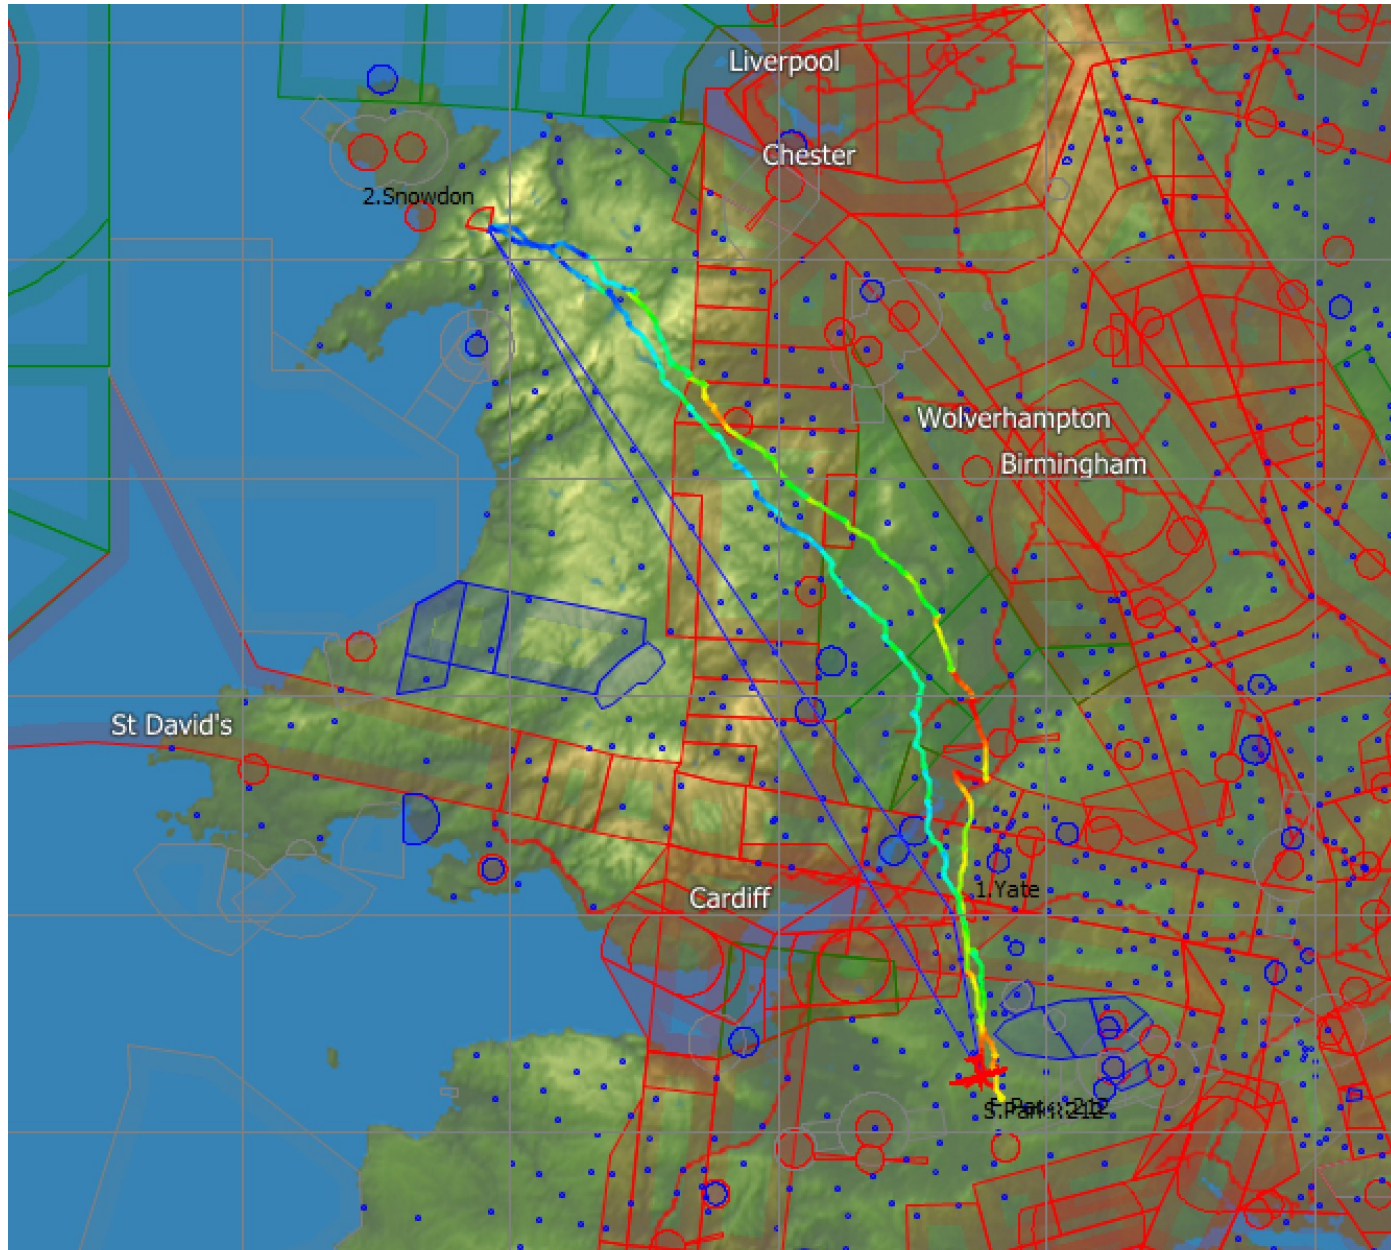 Liverpool
Chester
2.Snowdon
Wolverhampton
Birmingham
St David's
Cardiff
1.Yate